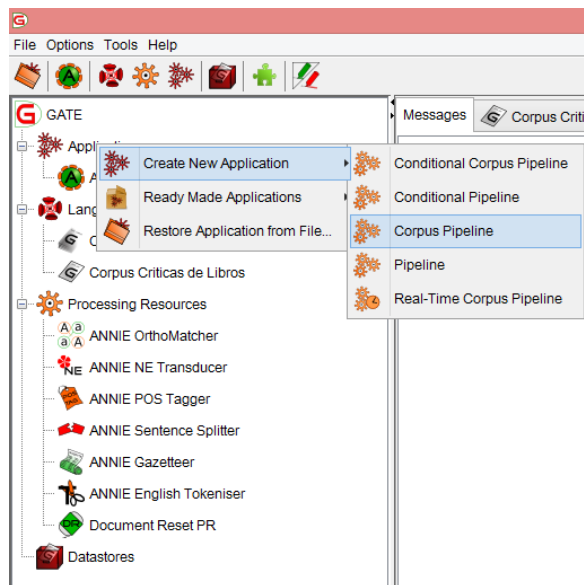 File Options Tools Help
GATE
Messages
Corpus Criti
Appli
Create New Application
Conditional Corpus Pipeline
A
Ready Made Applications
Conditional Pipeline
Lang
Restore Application from File...
Corpus Pipeline
C
Pipeline
Corpus Criticas de Libros
Real-Time Corpus Pipeline
Processing Resources
ANNIE OrthoMatcher
ANNIE NE Transducer
ANNIE POS Tagger
ANNIE Sentence Splitter
ANNIE Gazetteer
ANNIE English Tokeniser
Document Reset PR
Datastores